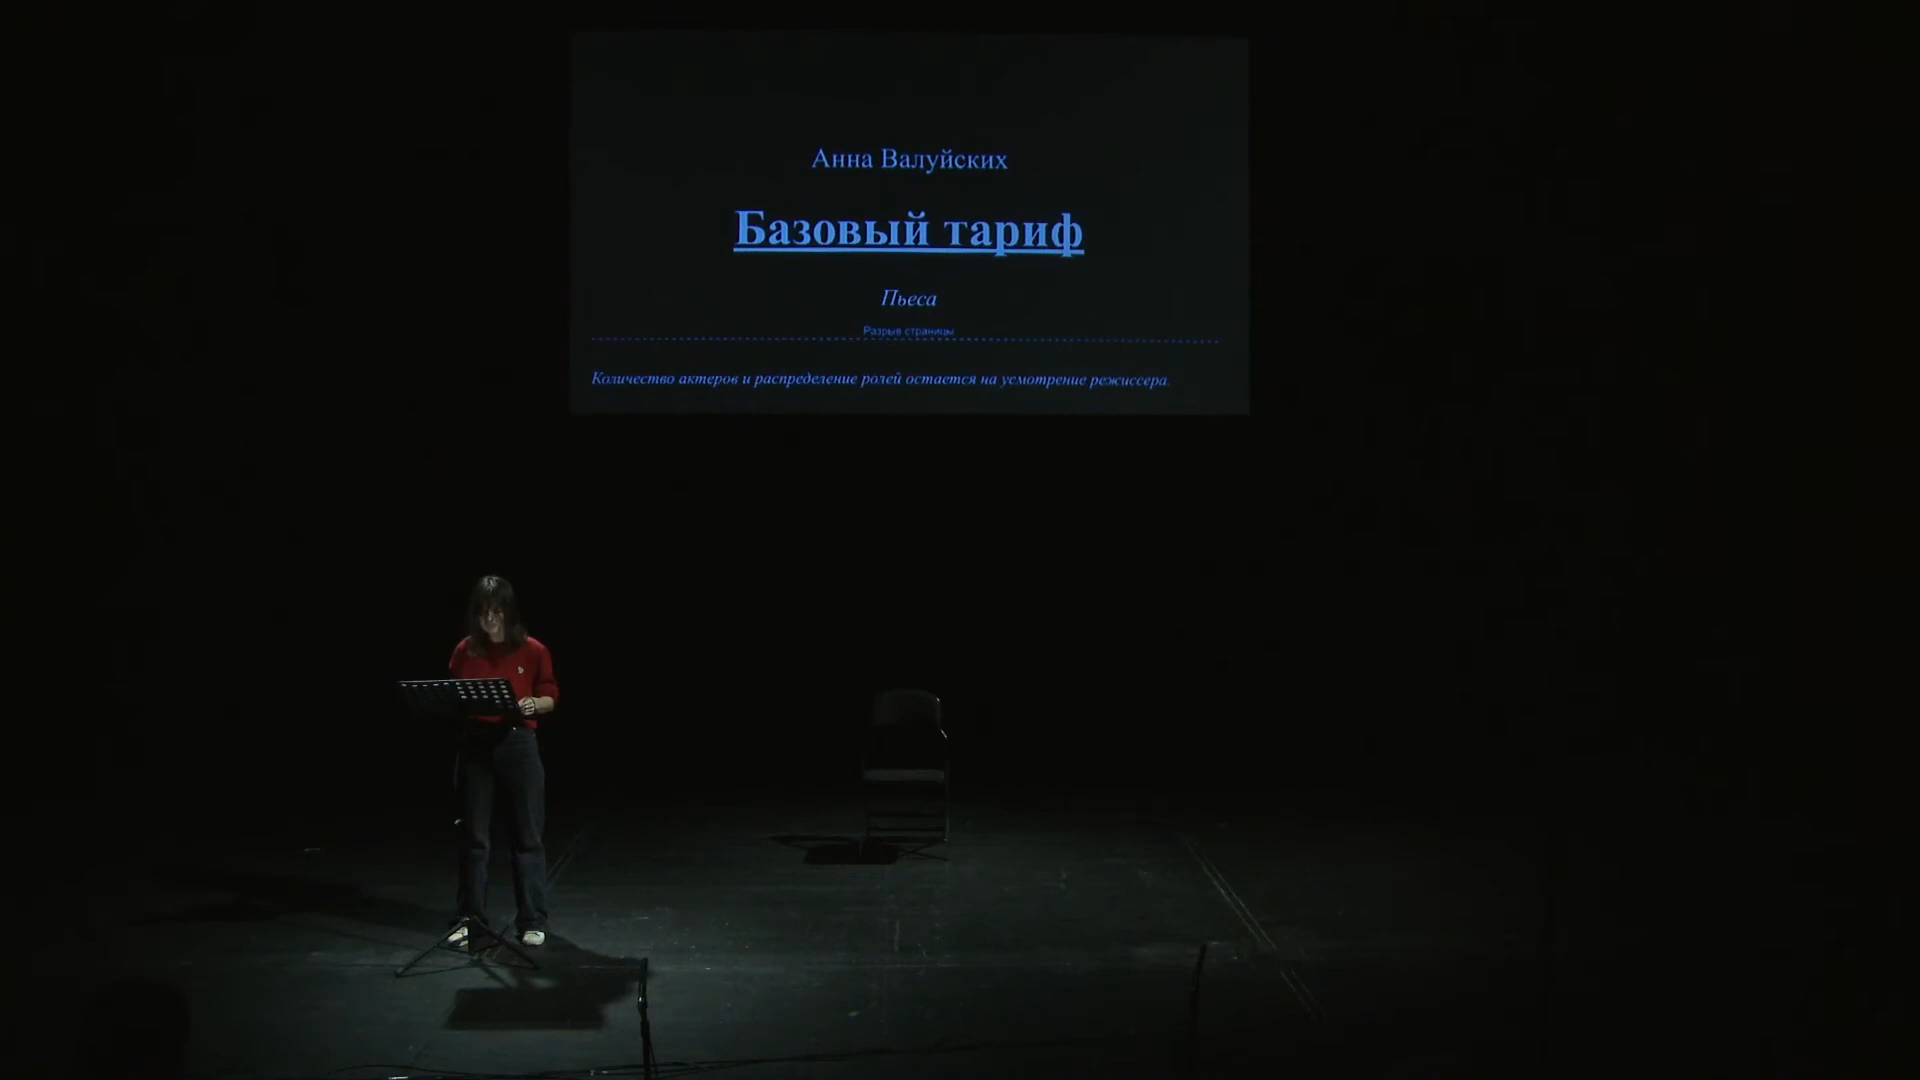 Анна Валуйских
Базовый тариф
Пьеса
Разрыв страницы
Количество актеров и распределение ролей остается на усмотрение режиссера.